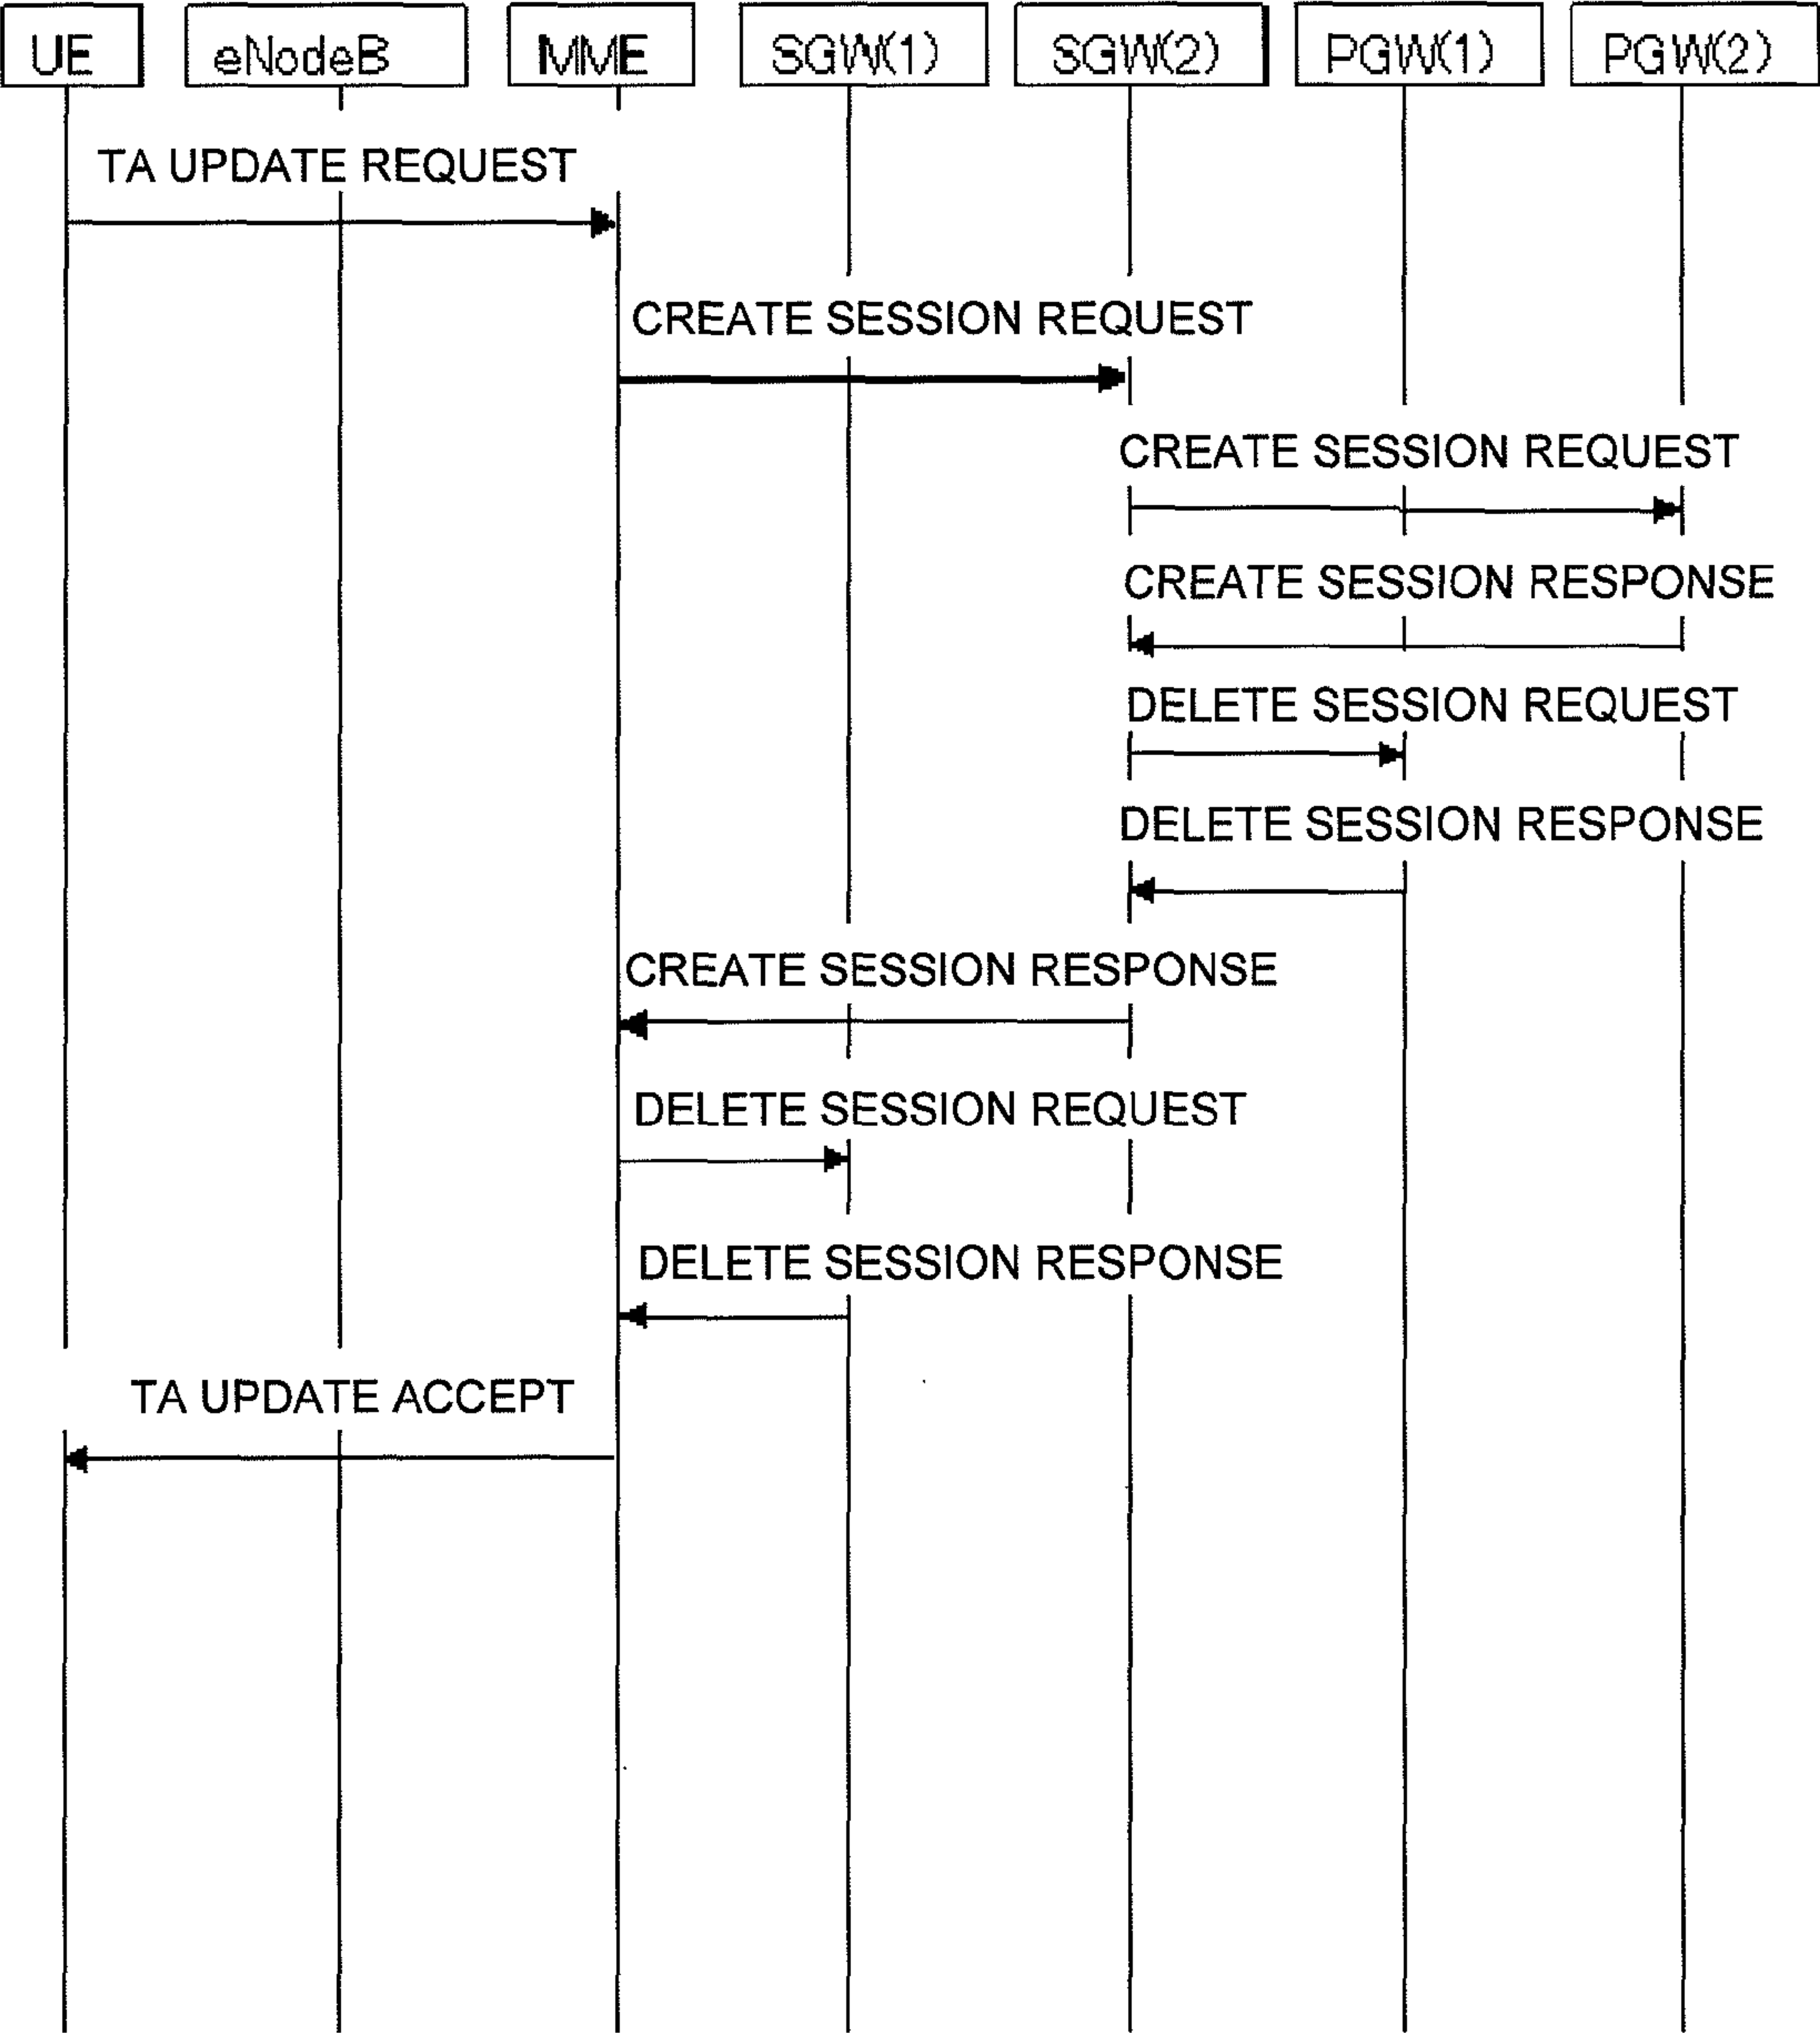 UE
eNodeB
MME
SGW(1)
SGW(2)
PGW(1)
PGW(2)
TA UPDATE REQUEST
CREATE SESSION REQUEST
CREATE SESSION REQUEST
CREATE SESSION RESPONSE
DELETE SESSION REQUEST
DELETE SESSION RESPONSE
CREATE SESSION RESPONSE
DELETE SESSION REQUEST
DELETE SESSION RESPONSE
TA UPDATE ACCEPT